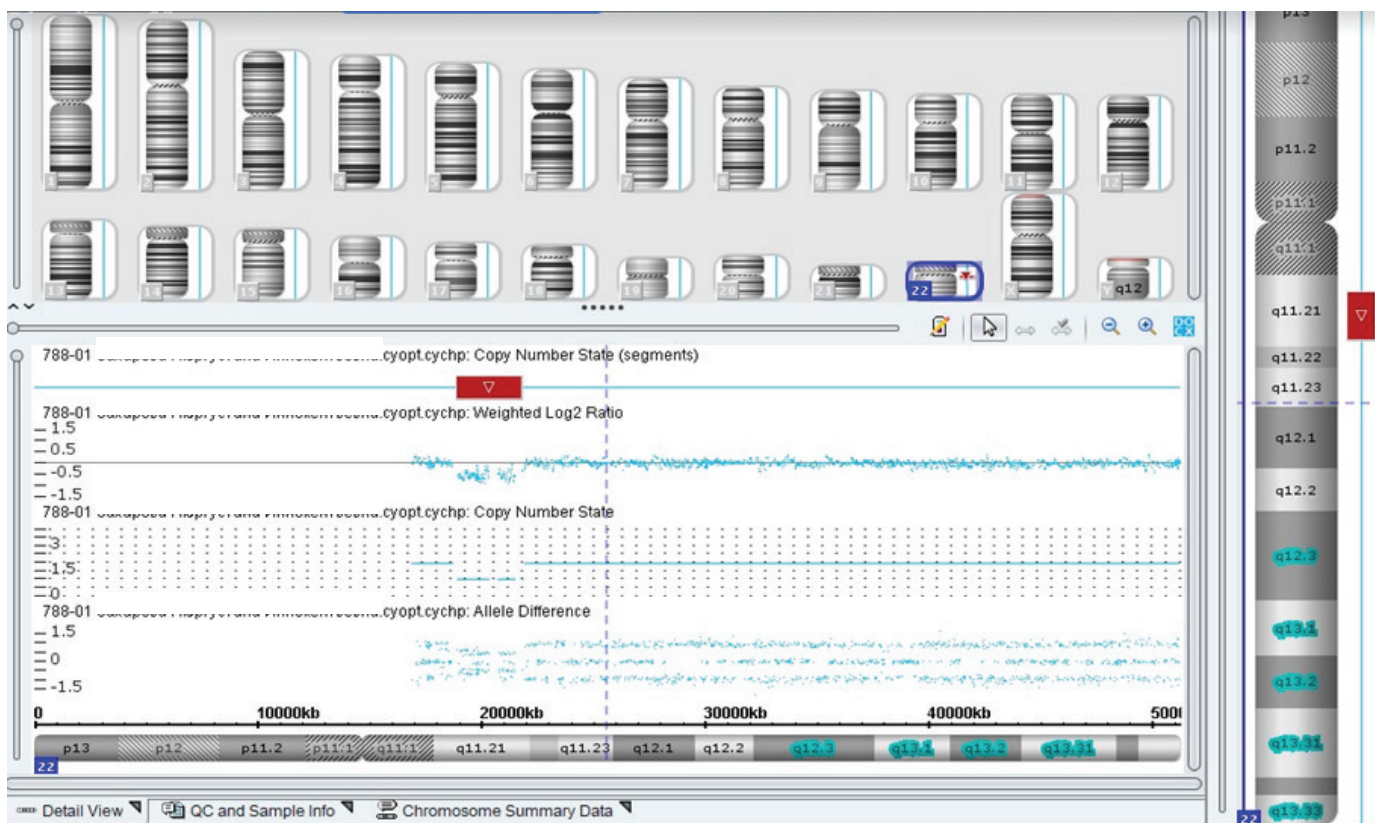 1 2 3 4 5 6 7 8 9 10 11 12
13 14 15 16 17 18 19 20 21 22 X Y q12
788-01 cyopt.cychp: Copy Number State (segments)
788-01 cyopt.cychp: Weighted Log2 Ratio
1.5
0.5
-0.5
-1.5
788-01 cyopt.cychp: Copy Number State
3
1.5
0
788-01 cyopt.cychp: Allele Difference
1.5
0
-1.5
0 10000kb 20000kb 30000kb 40000kb
p13 p12 p11.2 p11.1 q11.1 q11.21 q11.23 q12.1 q12.2 q12.3 q13.1 q13.2 q13.31
22
Detail View QC and Sample Info Chromosome Summary Data
p13
p12
p11.2
p11.1
q11.1
q11.21
q11.22
q11.23
q12.1
q12.2
q12.3
q13.1
q13.2
q13.31
q13.33
22